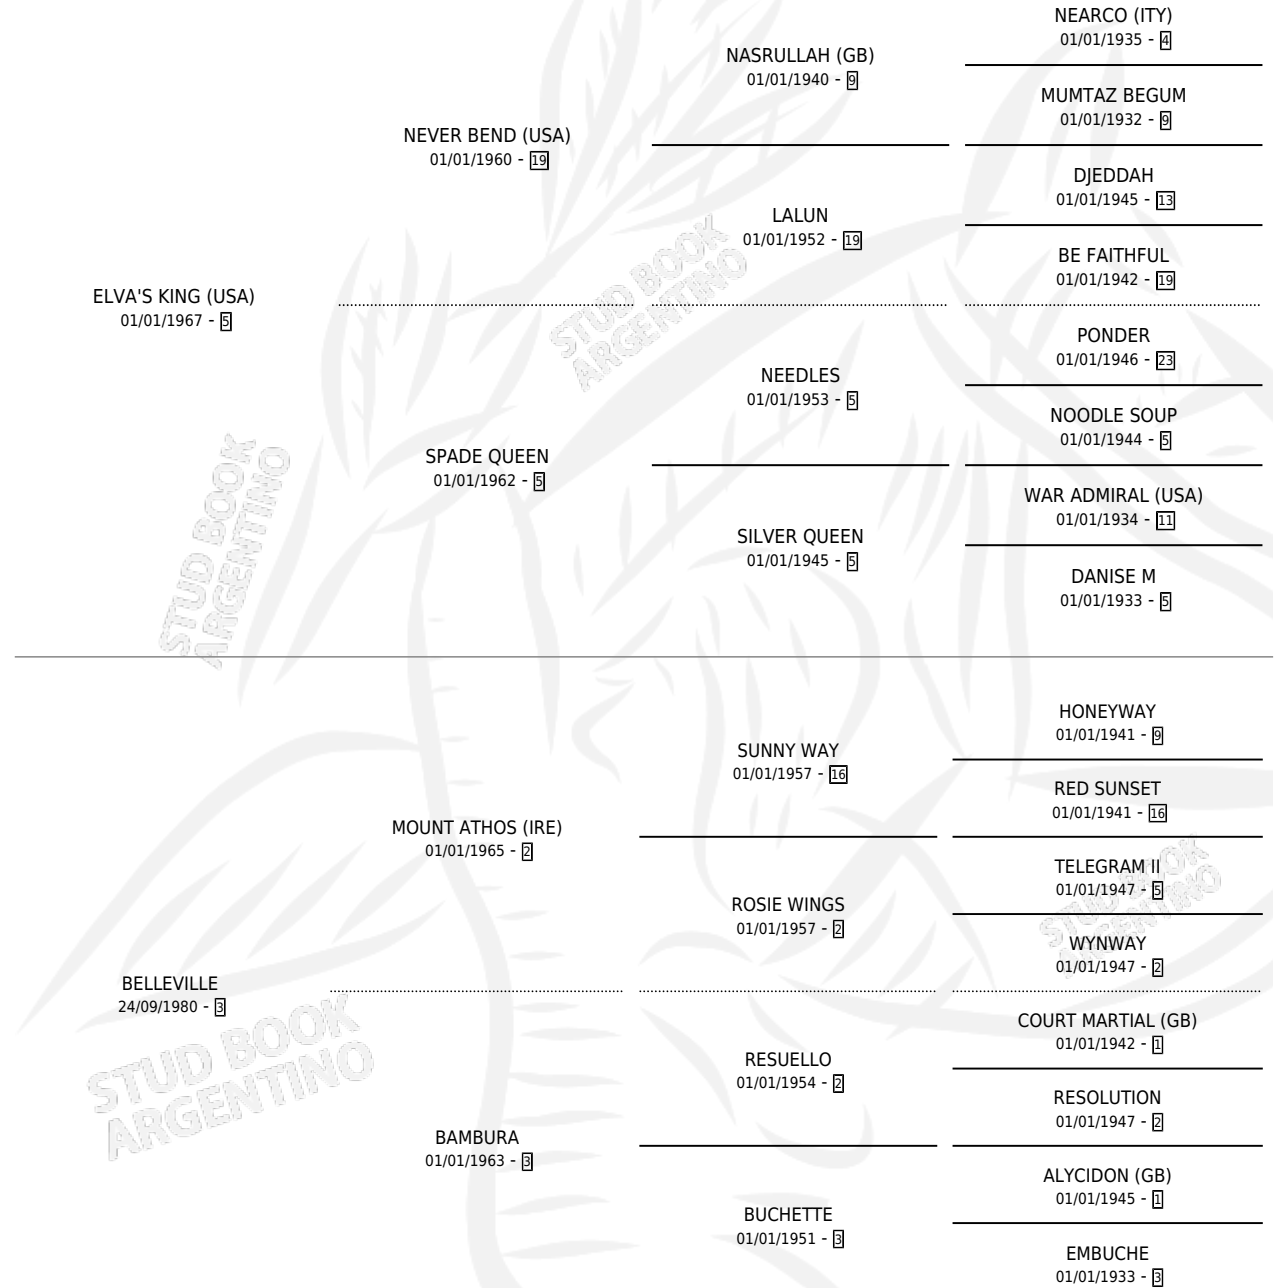 NEARCO (ITY)
01/01/1935 - 4
NASRULLAH (GB)
01/01/1940 - 9
MUMTAZ BEGUM
01/01/1932 - 9
NEVER BEND (USA)
01/01/1960 - 19
DJEDDAH
01/01/1945 - 13
LALUN
01/01/1952 - 19
BE FAITHFUL
01/01/1942 - 19
ELVA'S KING (USA)
01/01/1967 - 5
PONDER
01/01/1946 - 23
NEEDLES
01/01/1953 - 5
NOODLE SOUP
01/01/1944 - 5
SPADE QUEEN
01/01/1962 - 5
WAR ADMIRAL (USA)
01/01/1934 - 11
SILVER QUEEN
01/01/1945 - 5
DANISE M
01/01/1933 - 5
STUD BOOK
ARGENTINO
STUD BOOK
ARGENTINO
HONEYWAY
01/01/1941 - 9
SUNNY WAY
01/01/1957 - 16
RED SUNSET
01/01/1941 - 16
MOUNT ATHOS (IRE)
01/01/1965 - 2
TELEGRAM II
01/01/1947 - 5
ROSIE WINGS
01/01/1957 - 2
WYNWAY
01/01/1947 - 2
STUD BOOK
ARGENTINO
BELLEVILLE
24/09/1980 - 3
COURT MARTIAL (GB)
01/01/1942 - 1
RESUELLO
01/01/1954 - 2
RESOLUTION
01/01/1947 - 2
STUD BOOK
ARGENTINO
BAMBURA
01/01/1963 - 3
ALYCIDON (GB)
01/01/1945 - 1
BUCHETTE
01/01/1951 - 3
EMBUCHE
01/01/1933 - 3